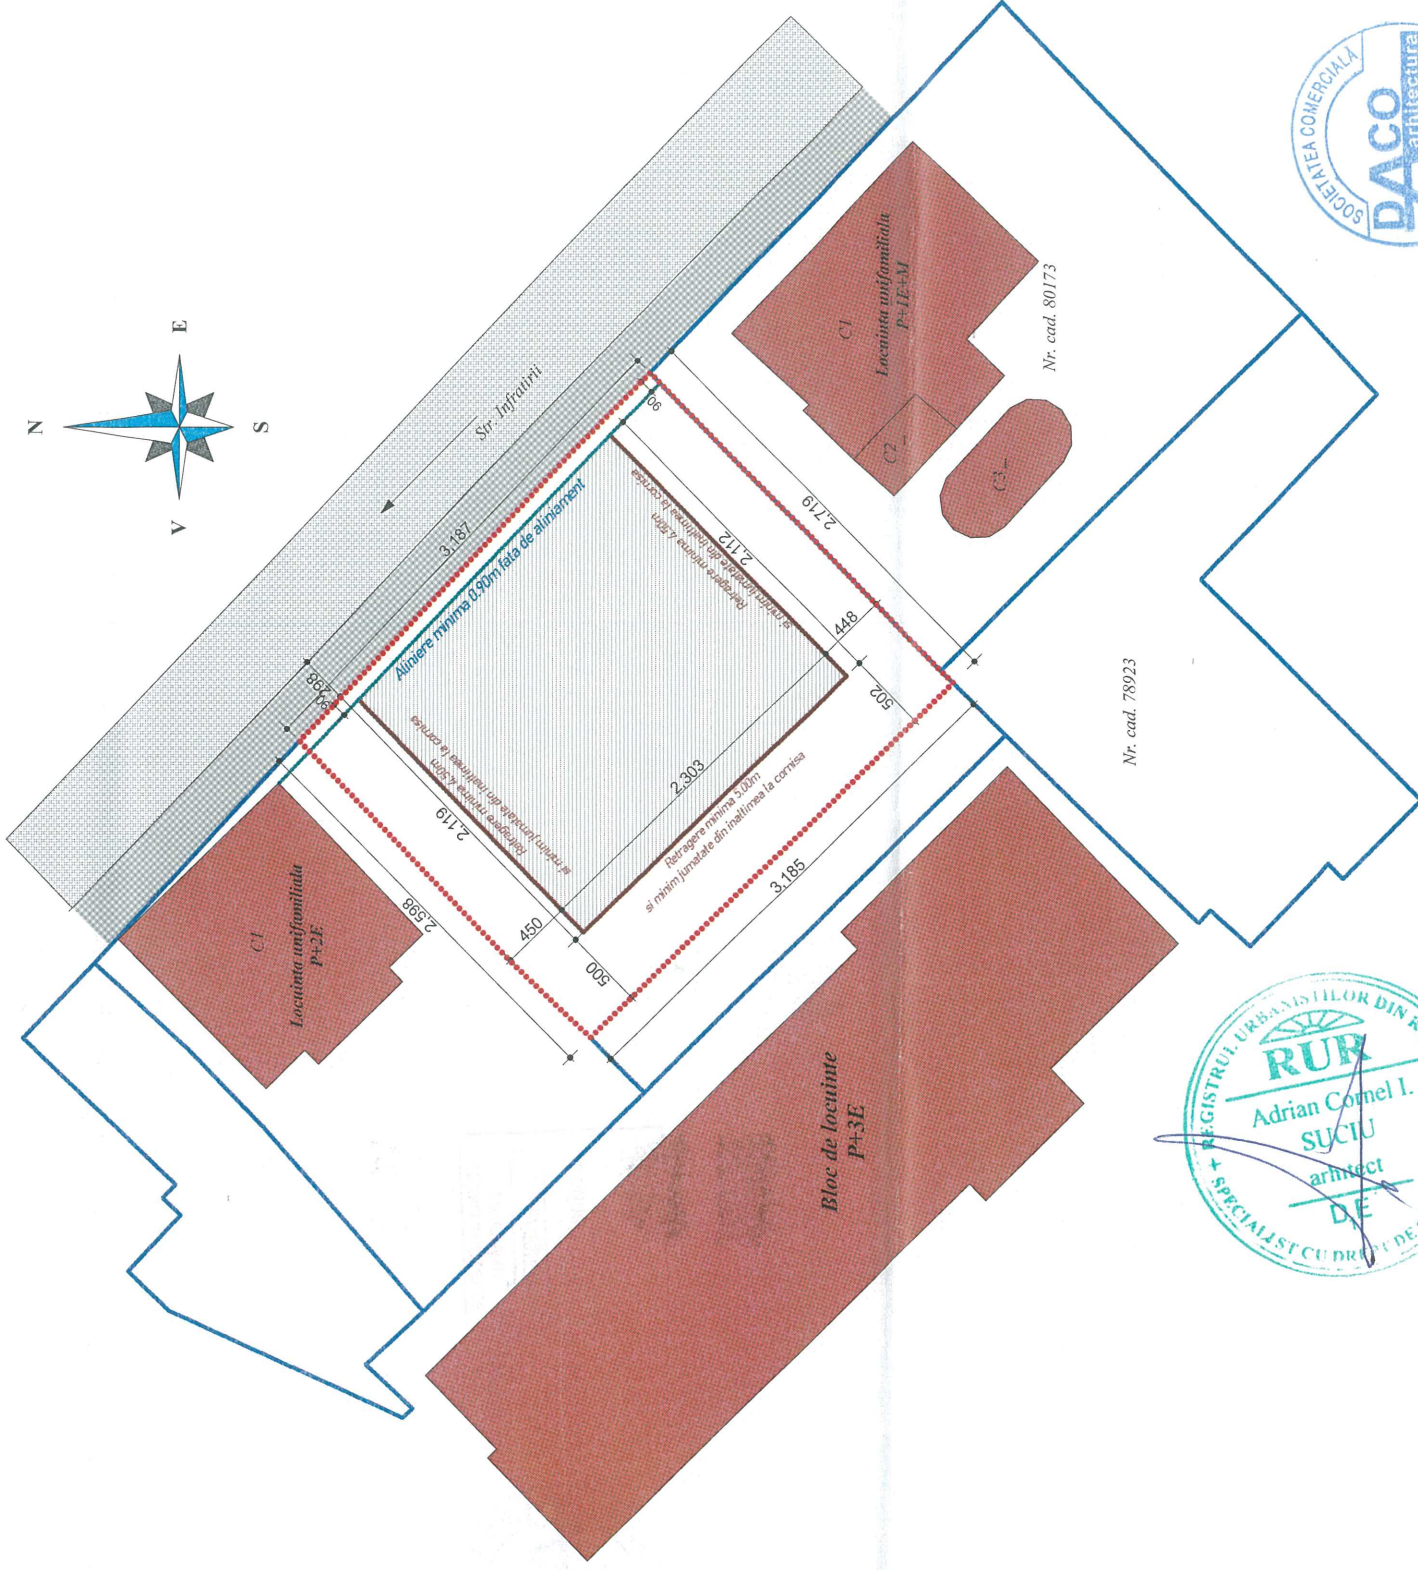 N
E
V
S
SOCIETATEA COMERCIALĂ
DACO
arhitectura
Str. Infratirii
C1
Locuinta unifamiliala
P+1E+M
C2
C3
Nr. cad. 80173
90
3,187
Aliniere minima 0.90m fata de aliniament
298
90
2,719
2,112
Retragere minima 4.50m
si minim jumatate din inaltimea la cornisa
448
502
Retragere minima 4.50m
si minim jumatate din inaltimea la cornisa
2,119
2,303
2,598
450
500
Retragere minima 5.00m
si minim jumatate din inaltimea la cornisa
3,185
C1
Locuinta unifamiliala
P+2E
Nr. cad. 78923
Bloc de locuinte
P+3E
REGISTRUL URBANISTILOR DIN R
RUR
Adrian Cornel I.
SUCIU
arhitect
D,E
+ SPECIALIST CU DREPT DE